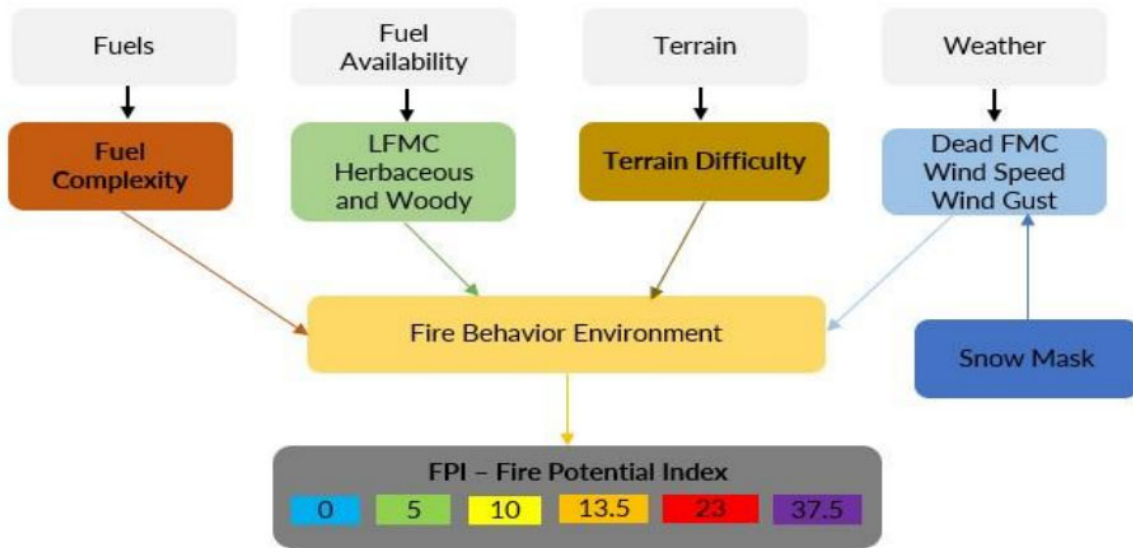 Fuels
Fuel
Availability
Terrain
Weather
Fuel
Complexity
LFMC
Herbaceous
and Woody
Terrain Difficulty
Dead FMC
Wind Speed
Wind Gust
Fire Behavior Environment
Snow Mask
FPI – Fire Potential Index
0 5 10 13.5 23 37.5